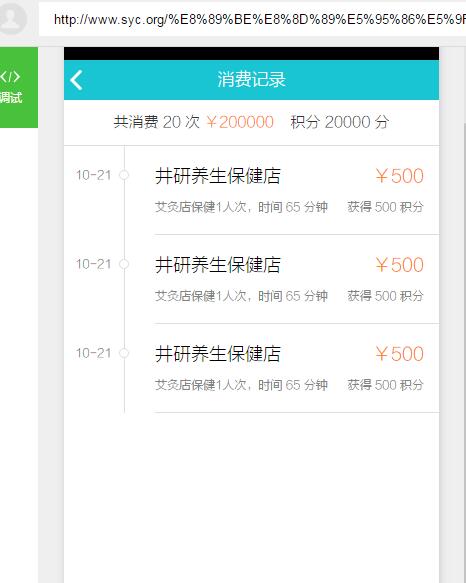 http://www.syc.org/%E8%89%BE%E8%8D%89%E5%95%86%E5%9F
</>
调试
消费记录
共消费 20 次 ￥200000 积分 20000 分
10-21 井研养生保健店 ￥500
艾灸店保健1人次，时间 65 分钟 获得 500 积分
10-21 井研养生保健店 ￥500
艾灸店保健1人次，时间 65 分钟 获得 500 积分
10-21 井研养生保健店 ￥500
艾灸店保健1人次，时间 65 分钟 获得 500 积分